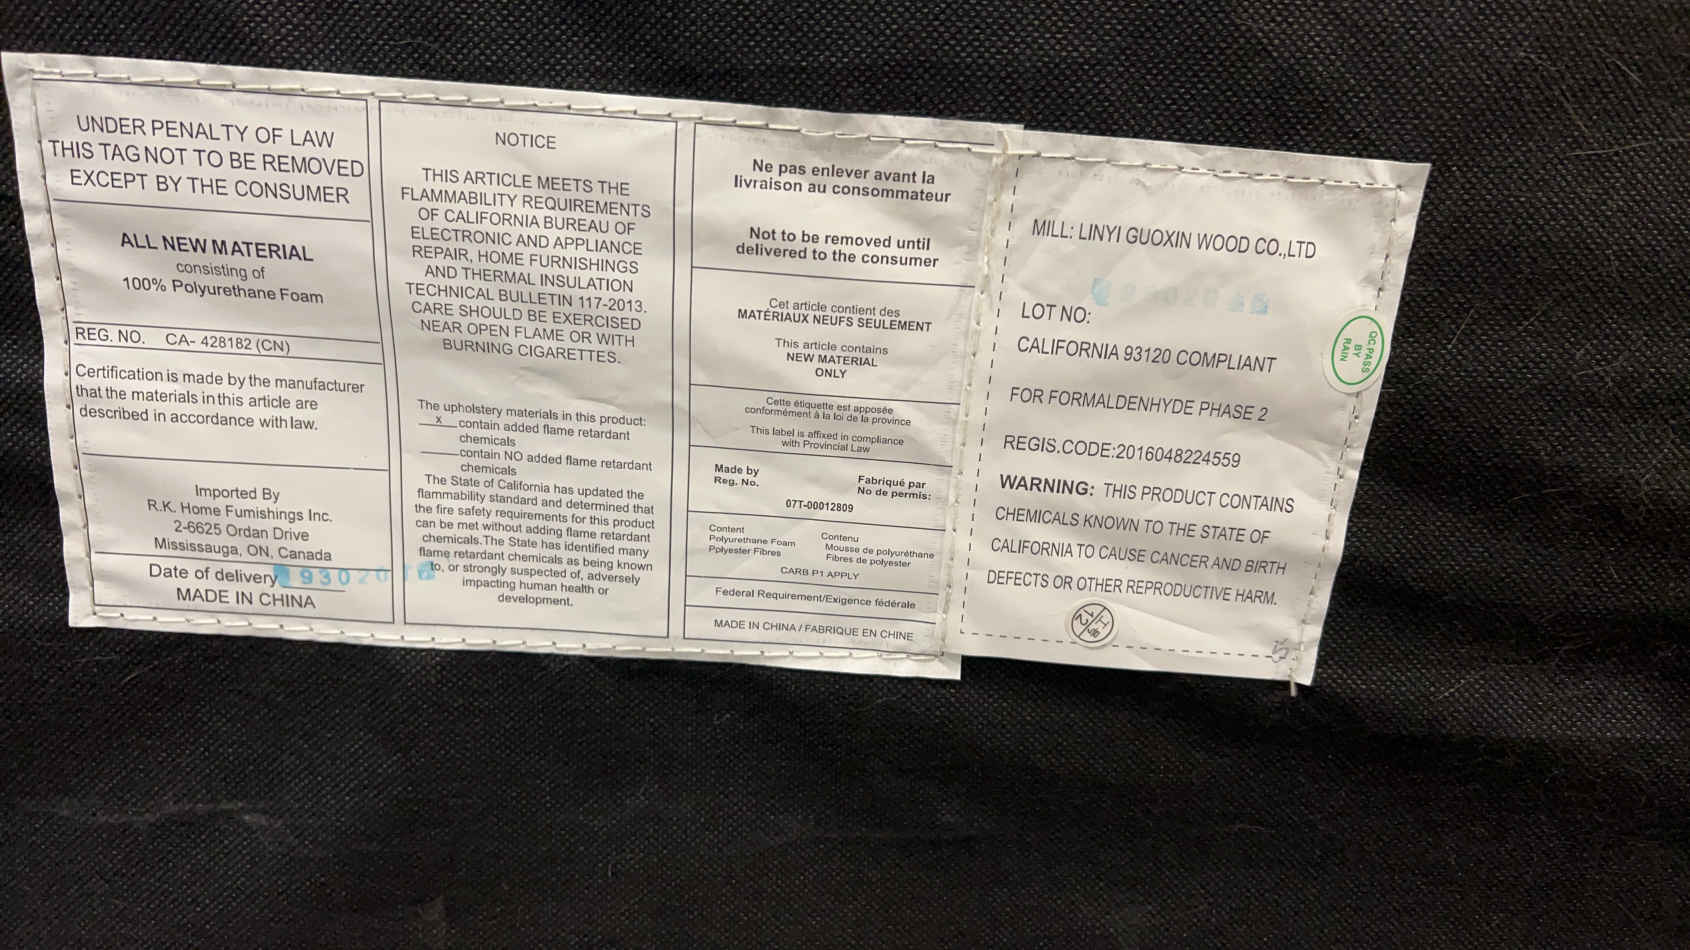 UNDER PENALTY OF LAW
THIS TAG NOT TO BE REMOVED
EXCEPT BY THE CONSUMER
ALL NEW MATERIAL
consisting of
100% Polyurethane Foam
REG. NO. CA- 428182 (CN)
Certification is made by the manufacturer
that the materials in this article are
described in accordance with law.
Imported By
R.K. Home Furnishings Inc.
2-6625 Ordan Drive
Mississauga, ON, Canada
Date of delivery
MADE IN CHINA
NOTICE
THIS ARTICLE MEETS THE
FLAMMABILITY REQUIREMENTS
OF CALIFORNIA BUREAU OF
ELECTRONIC AND APPLIANCE
REPAIR, HOME FURNISHINGS
AND THERMAL INSULATION
TECHNICAL BULLETIN 117-2013.
CARE SHOULD BE EXERCISED
NEAR OPEN FLAME OR WITH
BURNING CIGARETTES.
The upholstery materials in this product:
x contain added flame retardant
chemicals
contain NO added flame retardant
chemicals
The State of California has updated the
flammability standard and determined that
the fire safety requirements for this product
can be met without adding flame retardant
chemicals.The State has identified many
flame retardant chemicals as being known
to, or strongly suspected of, adversely
impacting human health or
development.
Ne pas enlever avant la
livraison au consommateur
Not to be removed until
delivered to the consumer
Cet article contient des
MATÉRIAUX NEUFS SEULEMENT
This article contains
NEW MATERIAL
ONLY
Cette étiquette est apposée
conformément à la loi de la province
This label is affixed in compliance
with Provincial Law
Made by
Reg. No.
Fabriqué par
No de permis:
07T-00012809
Content
Polyurethane Foam
Polyester Fibres
Contenu
Mousse de polyuréthane
Fibres de polyester
CARB P1 APPLY
Federal Requirement/Exigence fédérale
MADE IN CHINA / FABRIQUE EN CHINE
MILL: LINYI GUOXIN WOOD CO.,LTD
LOT NO:
CALIFORNIA 93120 COMPLIANT
FOR FORMALDENHYDE PHASE 2
REGIS.CODE:2016048224559
WARNING: THIS PRODUCT CONTAINS
CHEMICALS KNOWN TO THE STATE OF
CALIFORNIA TO CAUSE CANCER AND BIRTH
DEFECTS OR OTHER REPRODUCTIVE HARM.
QC PASS
BY
RAIN